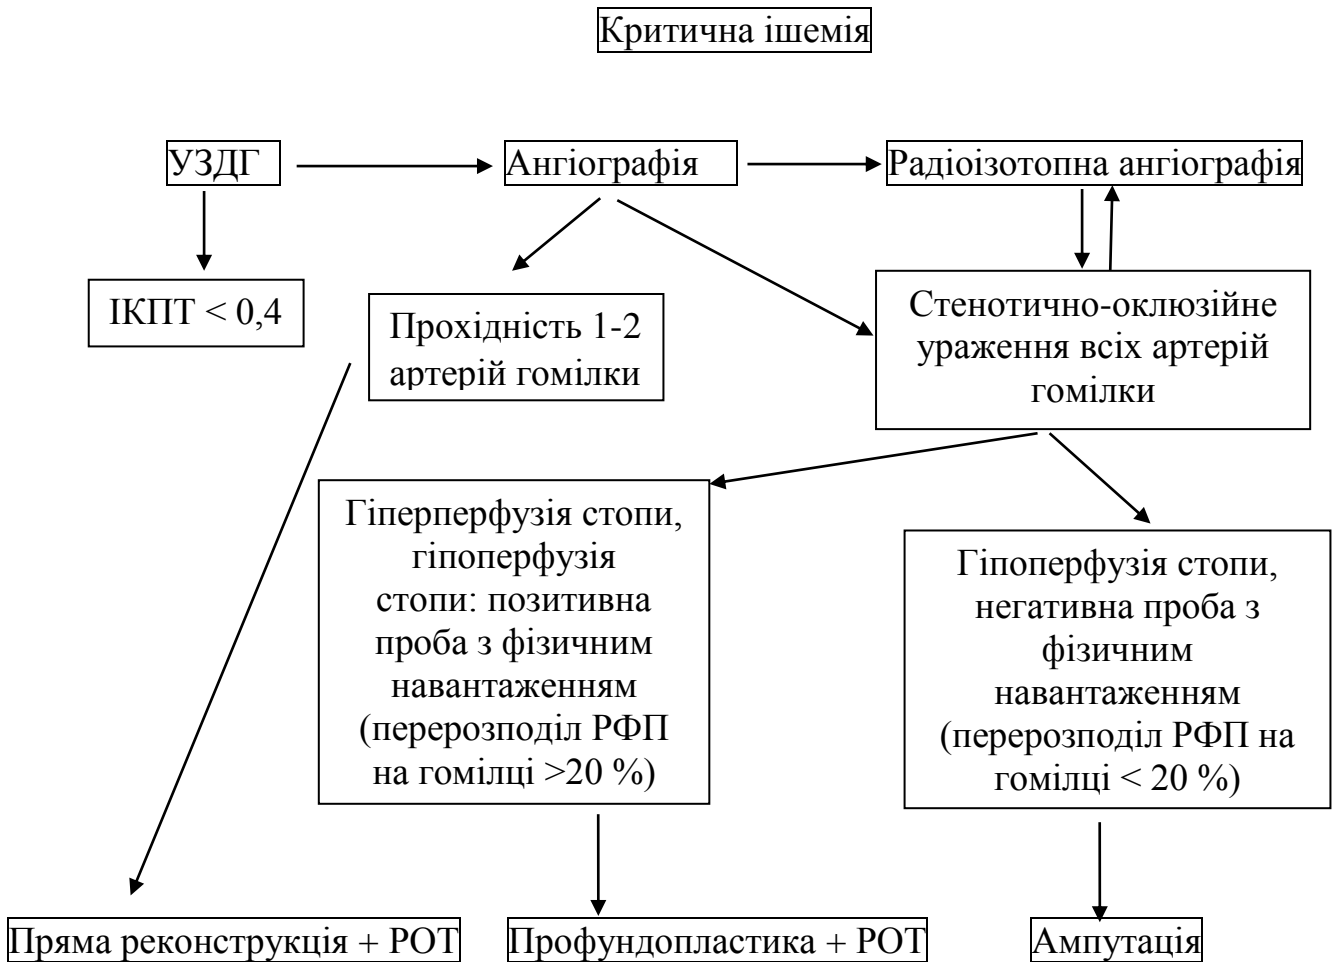 Критична ішемія
УЗДГ
Ангіографія
Радіоізотопна ангіографія
ІКПТ < 0,4
Прохідність 1-2
артерій гомілки
Стенотично-оклюзійне
ураження всіх артерій
гомілки
Гіперперфузія стопи,
гіпоперфузія
стопи: позитивна
проба з фізичним
навантаженням
(перерозподіл РФП
на гомілці >20 %)
Гіпоперфузія стопи,
негативна проба з
фізичним
навантаженням
(перерозподіл РФП на
гомілці < 20 %)
Пряма реконструкція + РОТ
Профундопластика + РОТ
Ампутація